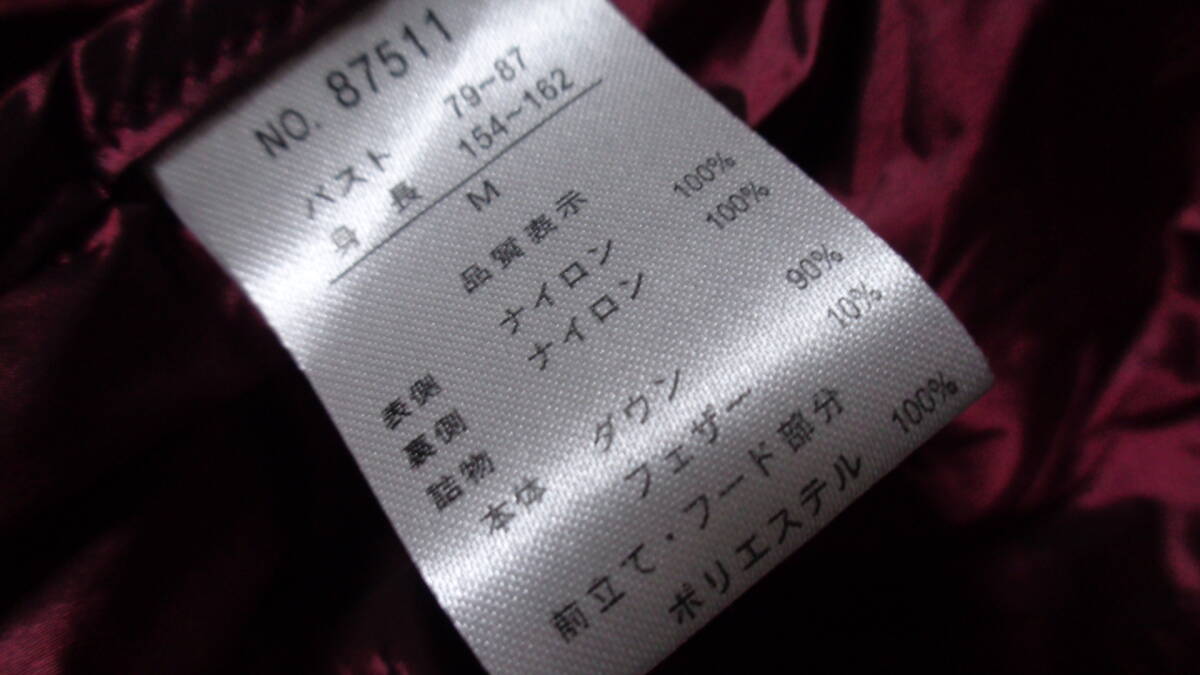 NO. 87511
バスト 79~87
身 長 154~162
M
品質表示
表側 ナイロン 100%
裏側 ナイロン 100%
詰物
本体 ダウン 90%
フェザー 10%
前立て・フード部分
ポリエステル 100%